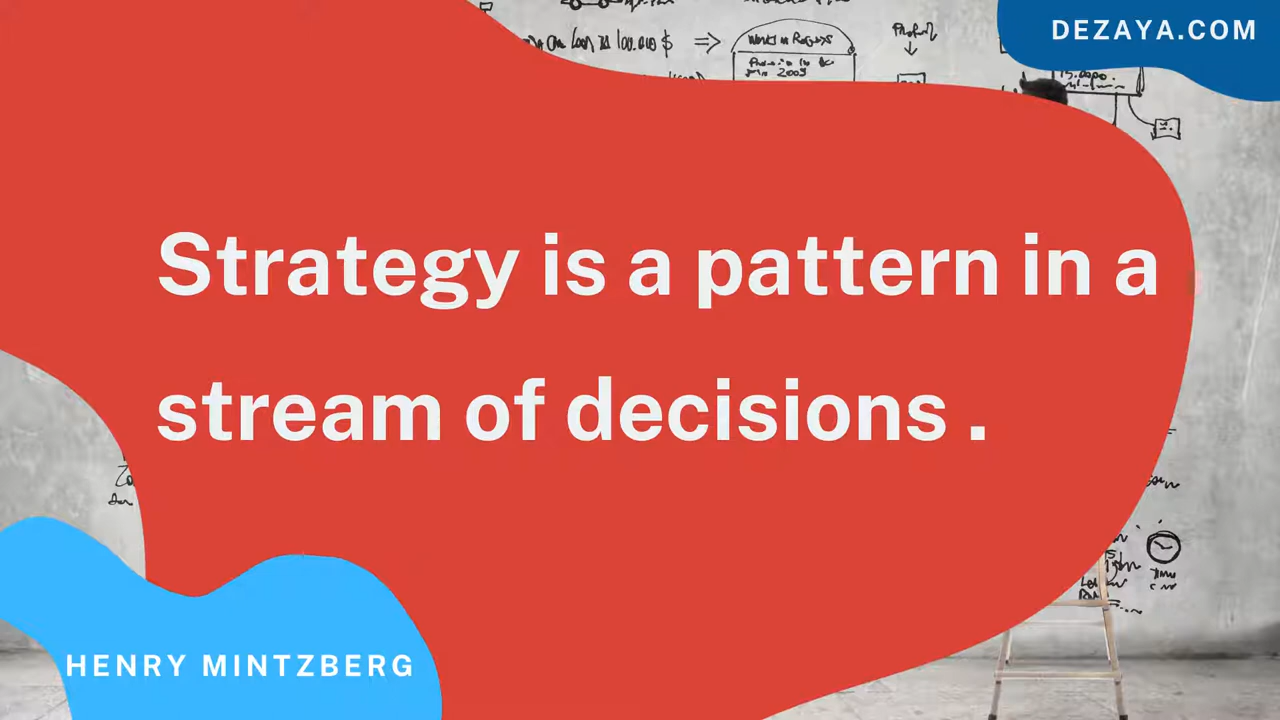 DEZAYA.COM
Strategy is a pattern in a
stream of decisions .
HENRY MINTZBERG